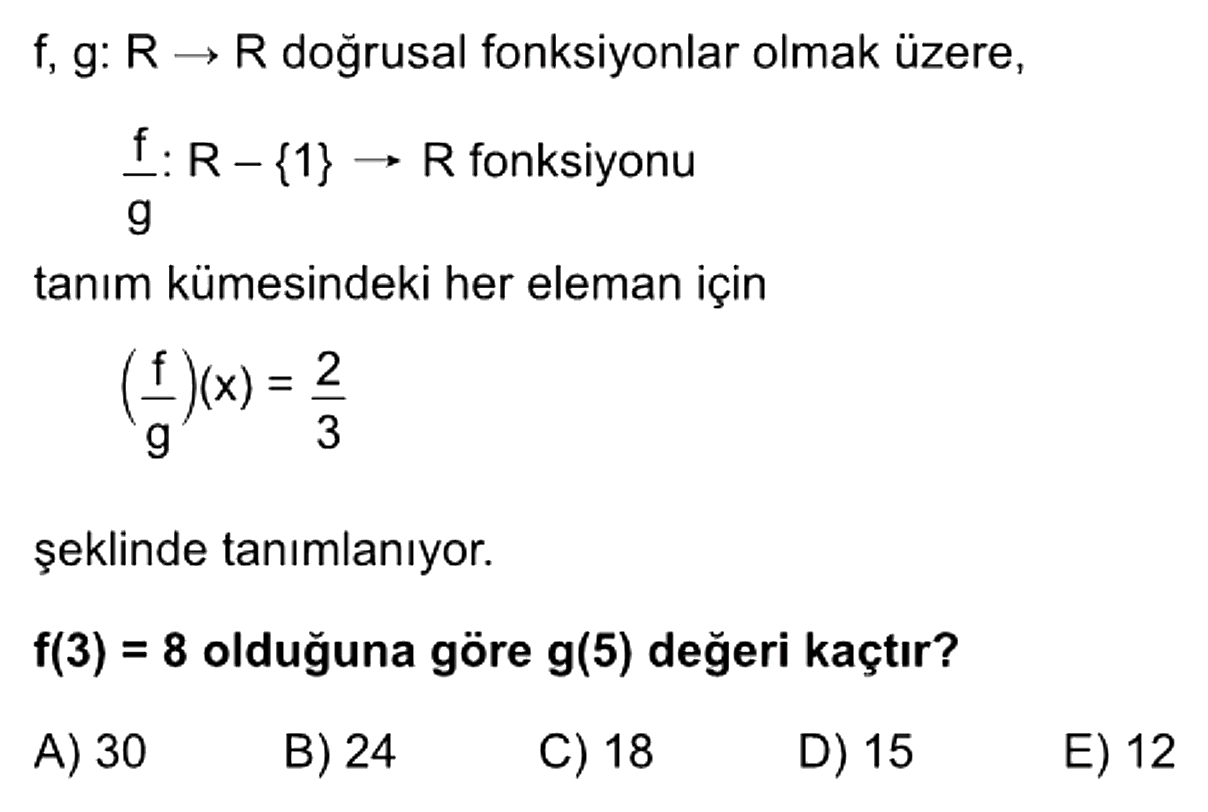 f, g: R → R doğrusal fonksiyonlar olmak üzere,
f/g: R – {1} → R fonksiyonu
tanım kümesindeki her eleman için
(f/g)(x) = 2/3
şeklinde tanımlanıyor.
f(3) = 8 olduğuna göre g(5) değeri kaçtır?
A) 30 B) 24 C) 18 D) 15 E) 12